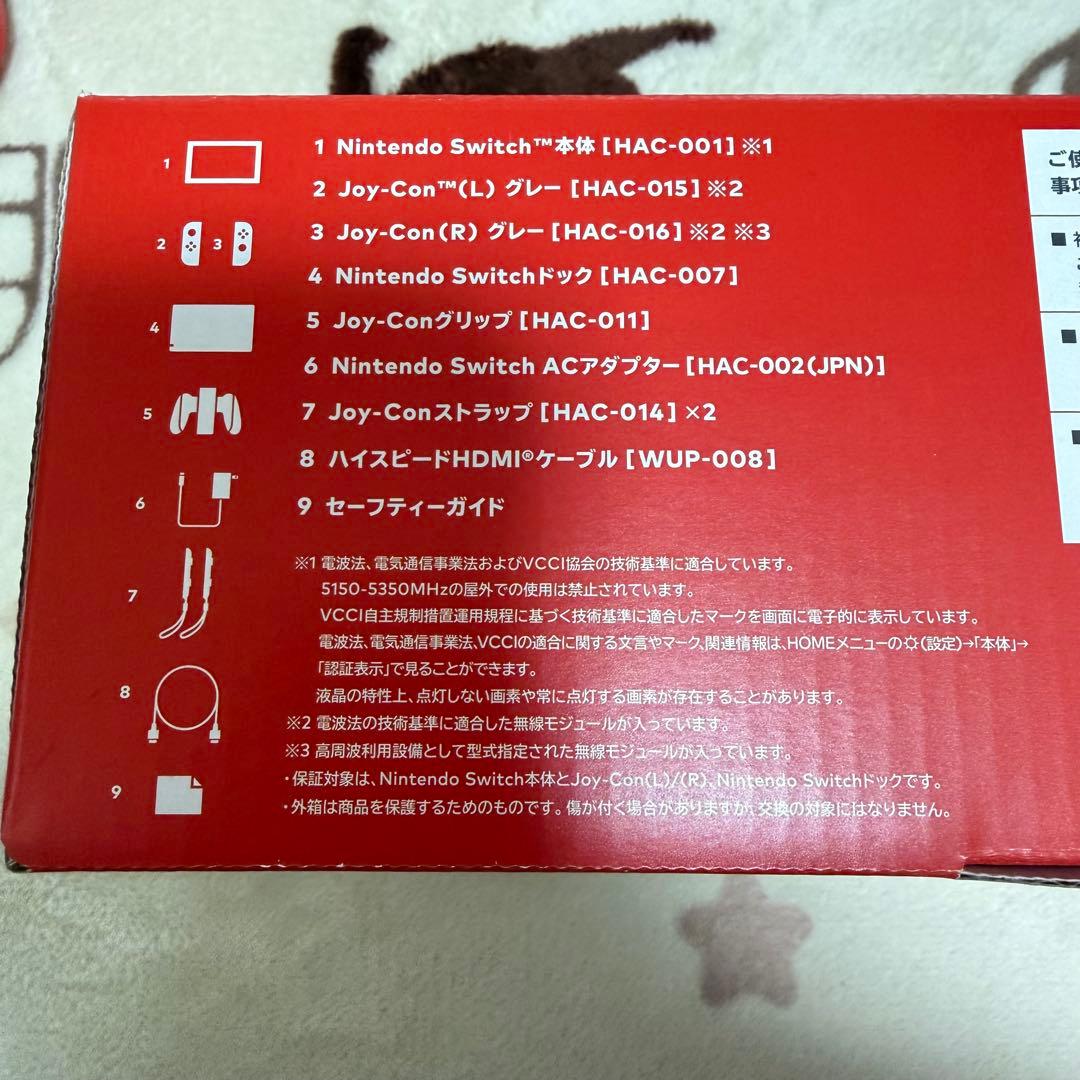 1 Nintendo Switch™本体[HAC-001]※1
2 Joy-Con™(L) グレー[HAC-015]※2
3 Joy-Con(R) グレー[HAC-016]※2 ※3
4 Nintendo Switchドック[HAC-007]
5 Joy-Conグリップ[HAC-011]
6 Nintendo Switch ACアダプター[HAC-002(JPN)]
7 Joy-Conストラップ[HAC-014]×2
8 ハイスピードHDMI®ケーブル[WUP-008]
9 セーフティーガイド
※1 電波法、電気通信事業法およびVCCI協会の技術基準に適合しています。
5150-5350MHzの屋外での使用は禁止されています。
VCCI自主規制措置運用規程に基づく技術基準に適合したマークを画面に電子的に表示しています。
電波法、電気通信事業法、VCCIの適合に関する文言やマーク、関連情報は、HOMEメニューの(設定)→「本体」→
「認証表示」で見ることができます。
液晶の特性上、点灯しない画素や常に点灯する画素が存在することがあります。
※2 電波法の技術基準に適合した無線モジュールが入っています。
※3 高周波利用設備として型式指定された無線モジュールが入っています。
・保証対象は、Nintendo Switch本体とJoy-Con(L)/(R)、Nintendo Switchドックです。
・外箱は商品を保護するためのものです。傷が付く場合がありますが、交換の対象にはなりません。
1
2
3
4
5
6
7
8
9
ご使
事項